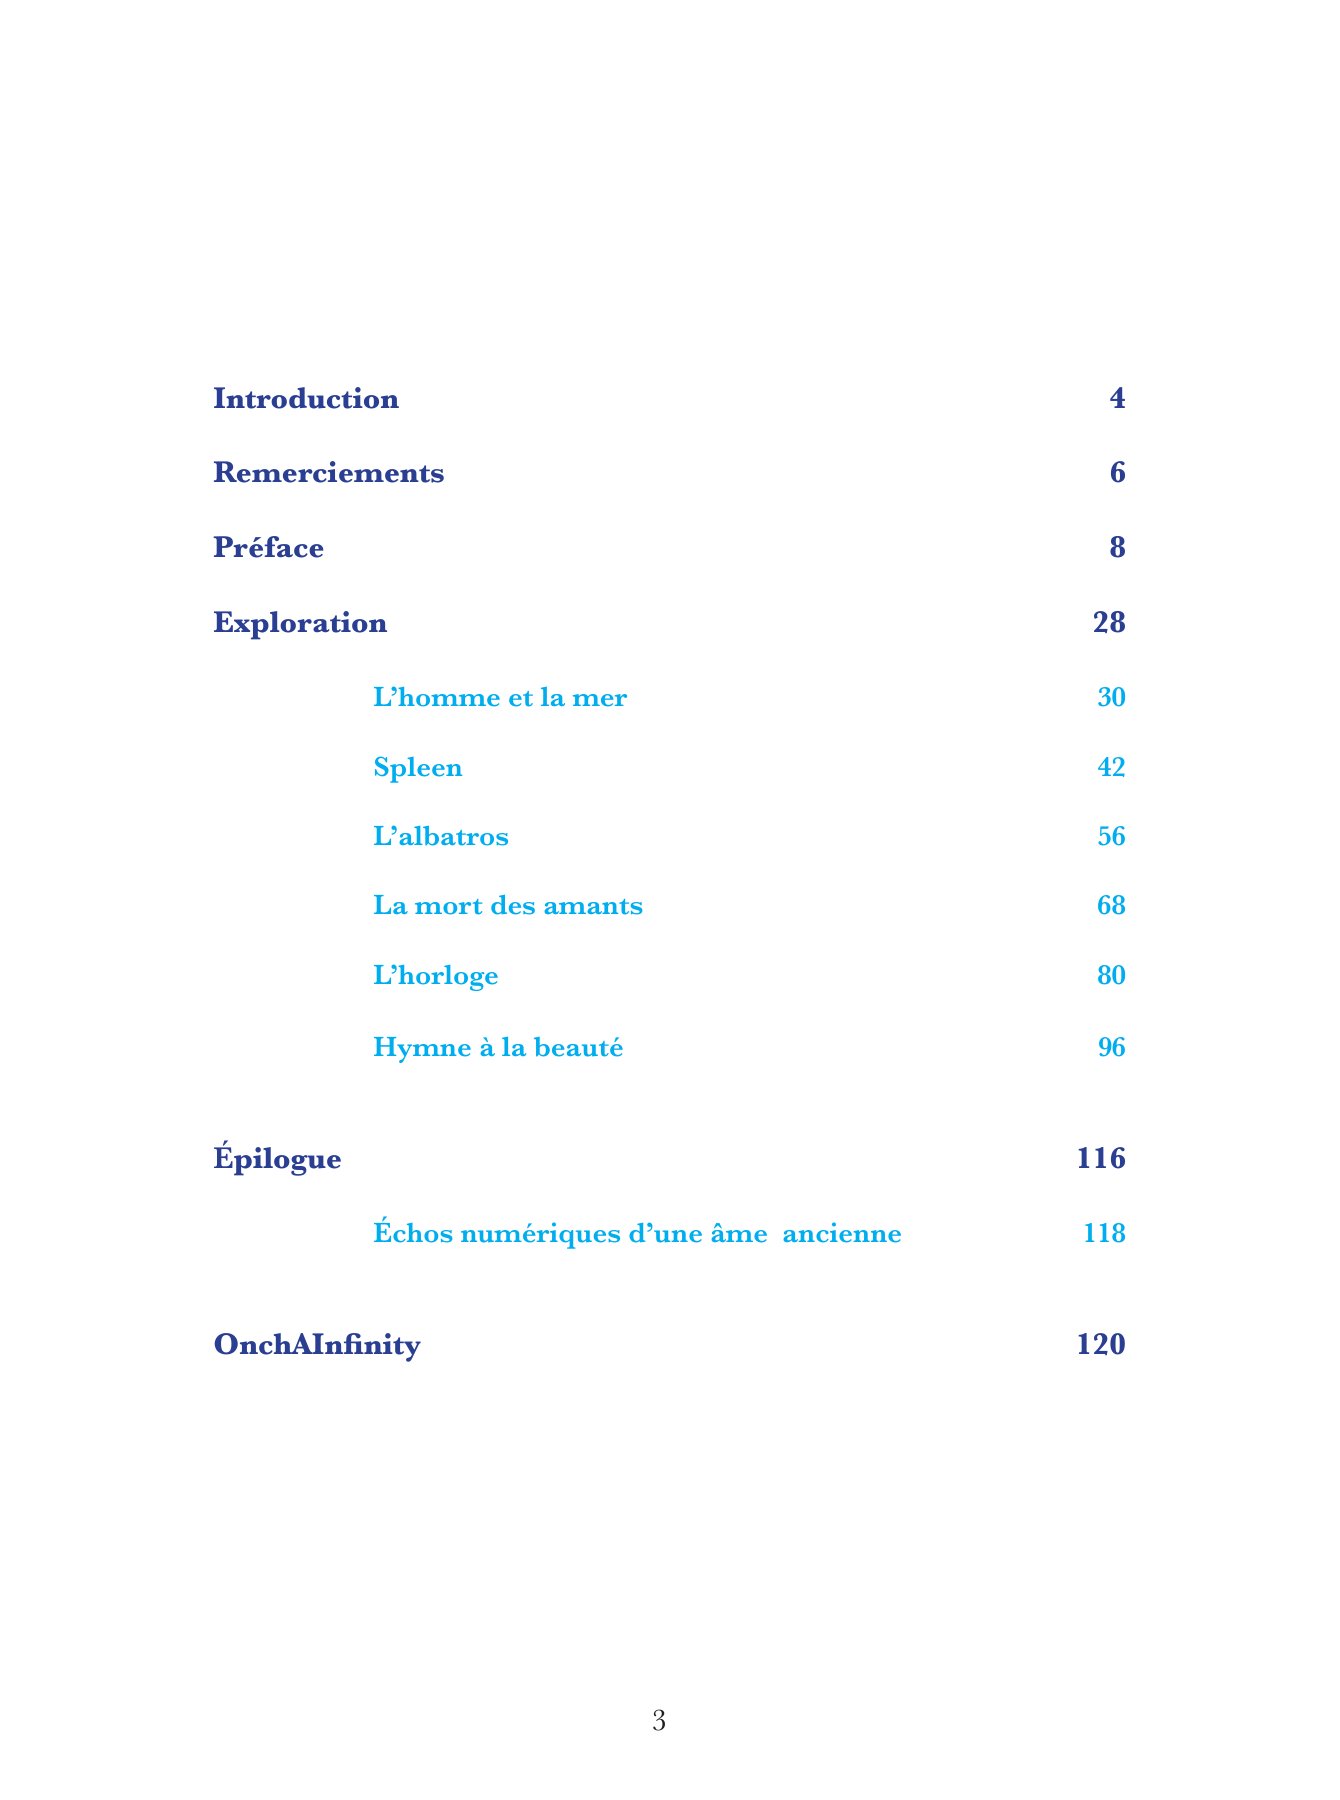 Introduction 4
Remerciements 6
Préface 8
Exploration 28
L’homme et la mer 30
Spleen 42
L’albatros 56
La mort des amants 68
L’horloge 80
Hymne à la beauté 96
Épilogue 116
Échos numériques d’une âme  ancienne 118
OnchAInfinity 120
3